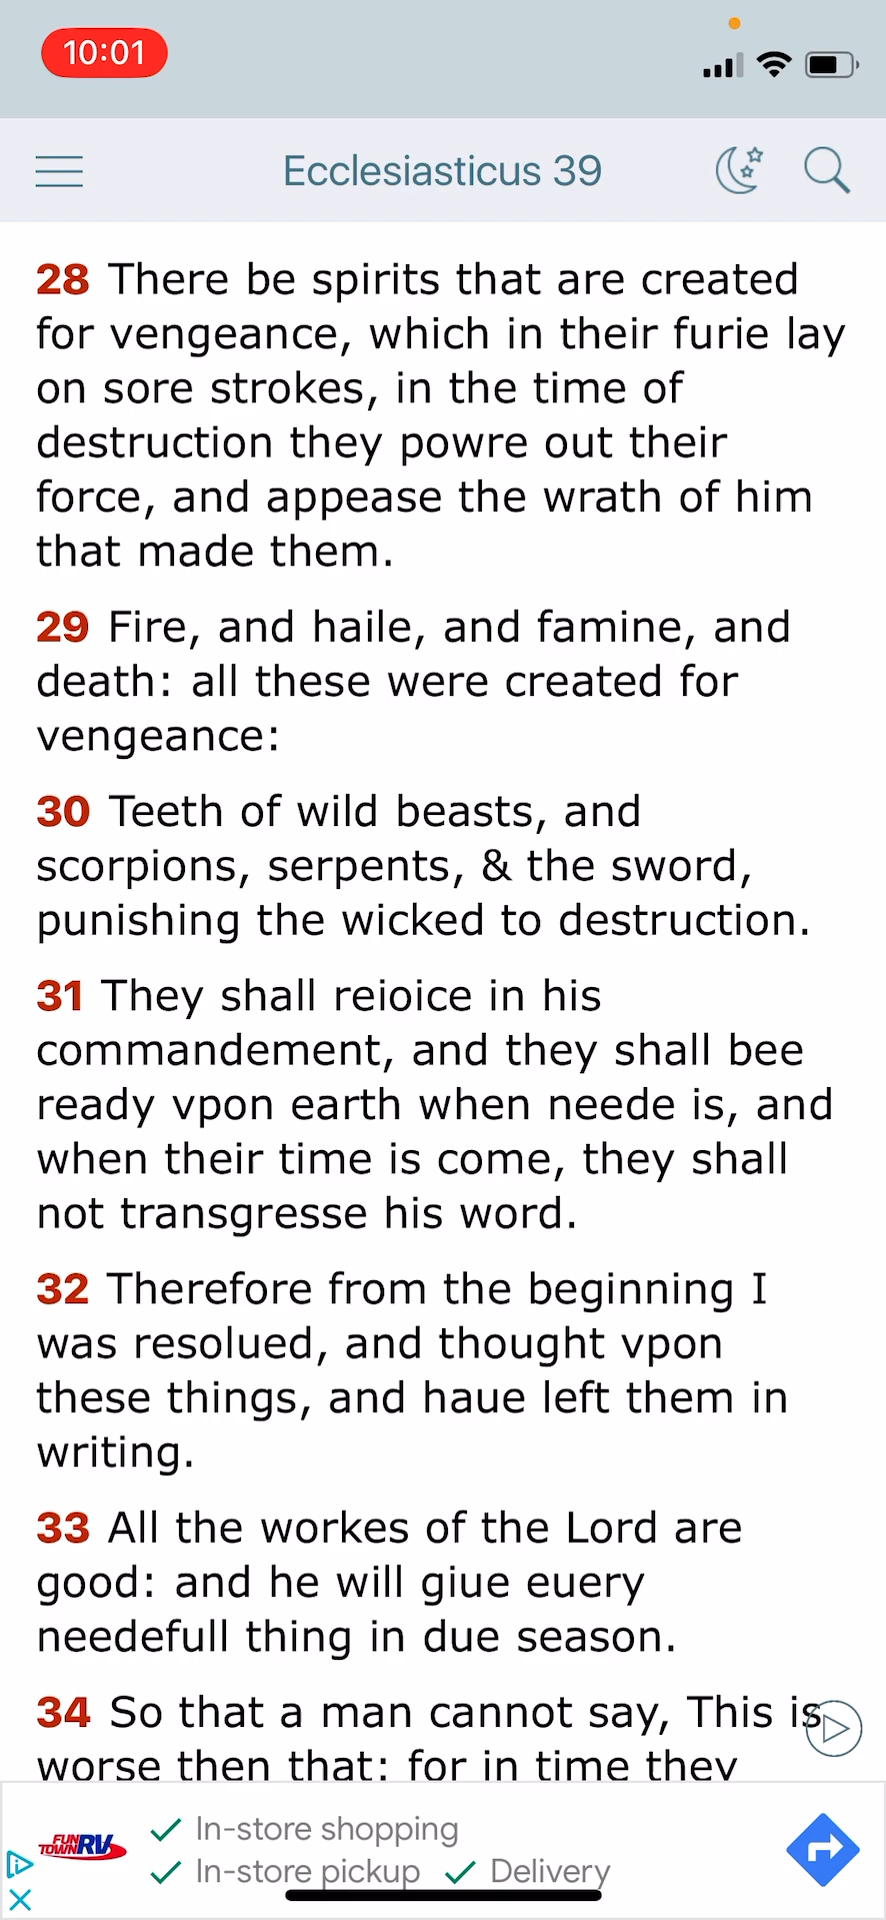 10:01
Ecclesiasticus 39
28 There be spirits that are created
for vengeance, which in their furie lay
on sore strokes, in the time of
destruction they powre out their
force, and appease the wrath of him
that made them.
29 Fire, and haile, and famine, and
death: all these were created for
vengeance:
30 Teeth of wild beasts, and
scorpions, serpents, & the sword,
punishing the wicked to destruction.
31 They shall reioice in his
commandement, and they shall bee
ready vpon earth when neede is, and
when their time is come, they shall
not transgresse his word.
32 Therefore from the beginning I
was resolued, and thought vpon
these things, and haue left them in
writing.
33 All the workes of the Lord are
good: and he will giue euery
needefull thing in due season.
34 So that a man cannot say, This is
worse then that: for in time they
FUN TOWN RV
In-store shopping
In-store pickup Delivery